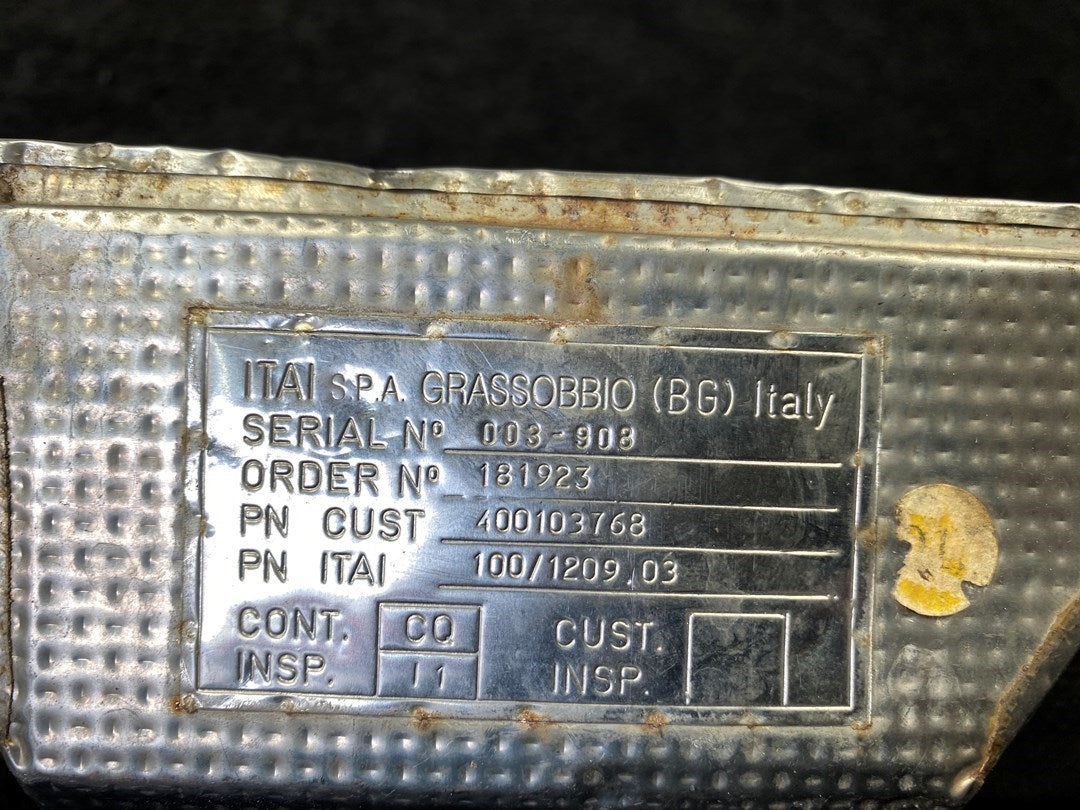 ITAI S.P.A. GRASSOBBIO (BG) Italy
SERIAL Nº 003-908
ORDER Nº 181923
PN CUST 400103768
PN ITAI 100/1209.03
CONT. INSP. CQ 11
CUST. INSP.